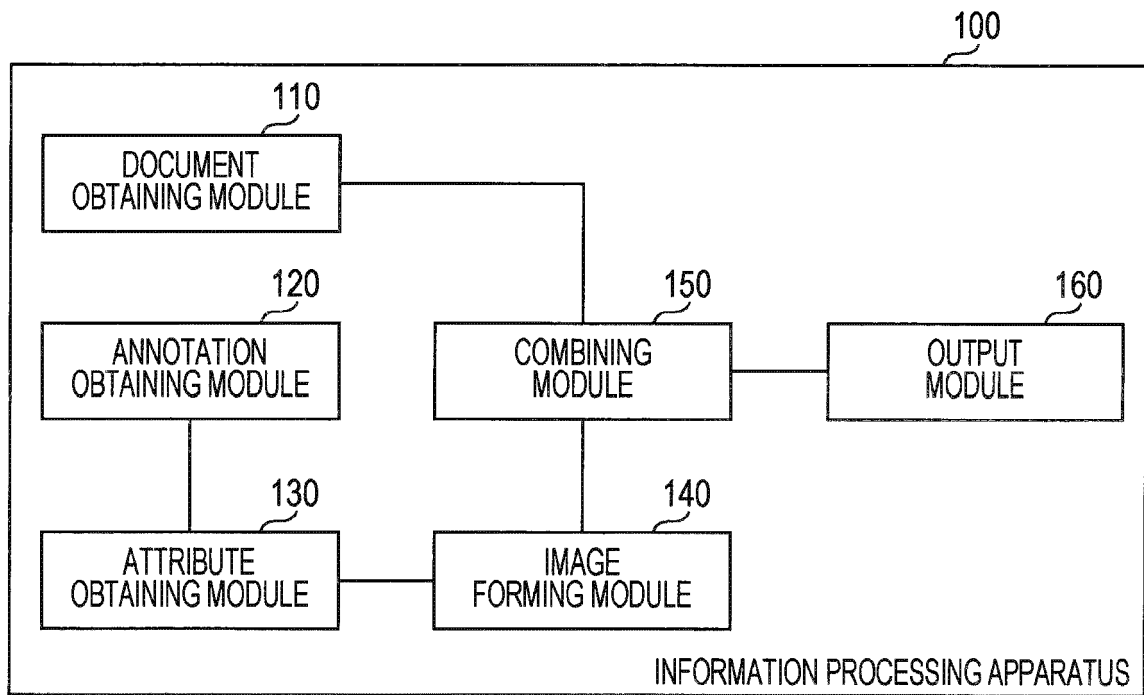 100
110
DOCUMENT
OBTAINING MODULE
120
ANNOTATION
OBTAINING MODULE
150
COMBINING
MODULE
160
OUTPUT
MODULE
130
ATTRIBUTE
OBTAINING MODULE
140
IMAGE
FORMING MODULE
INFORMATION PROCESSING APPARATUS